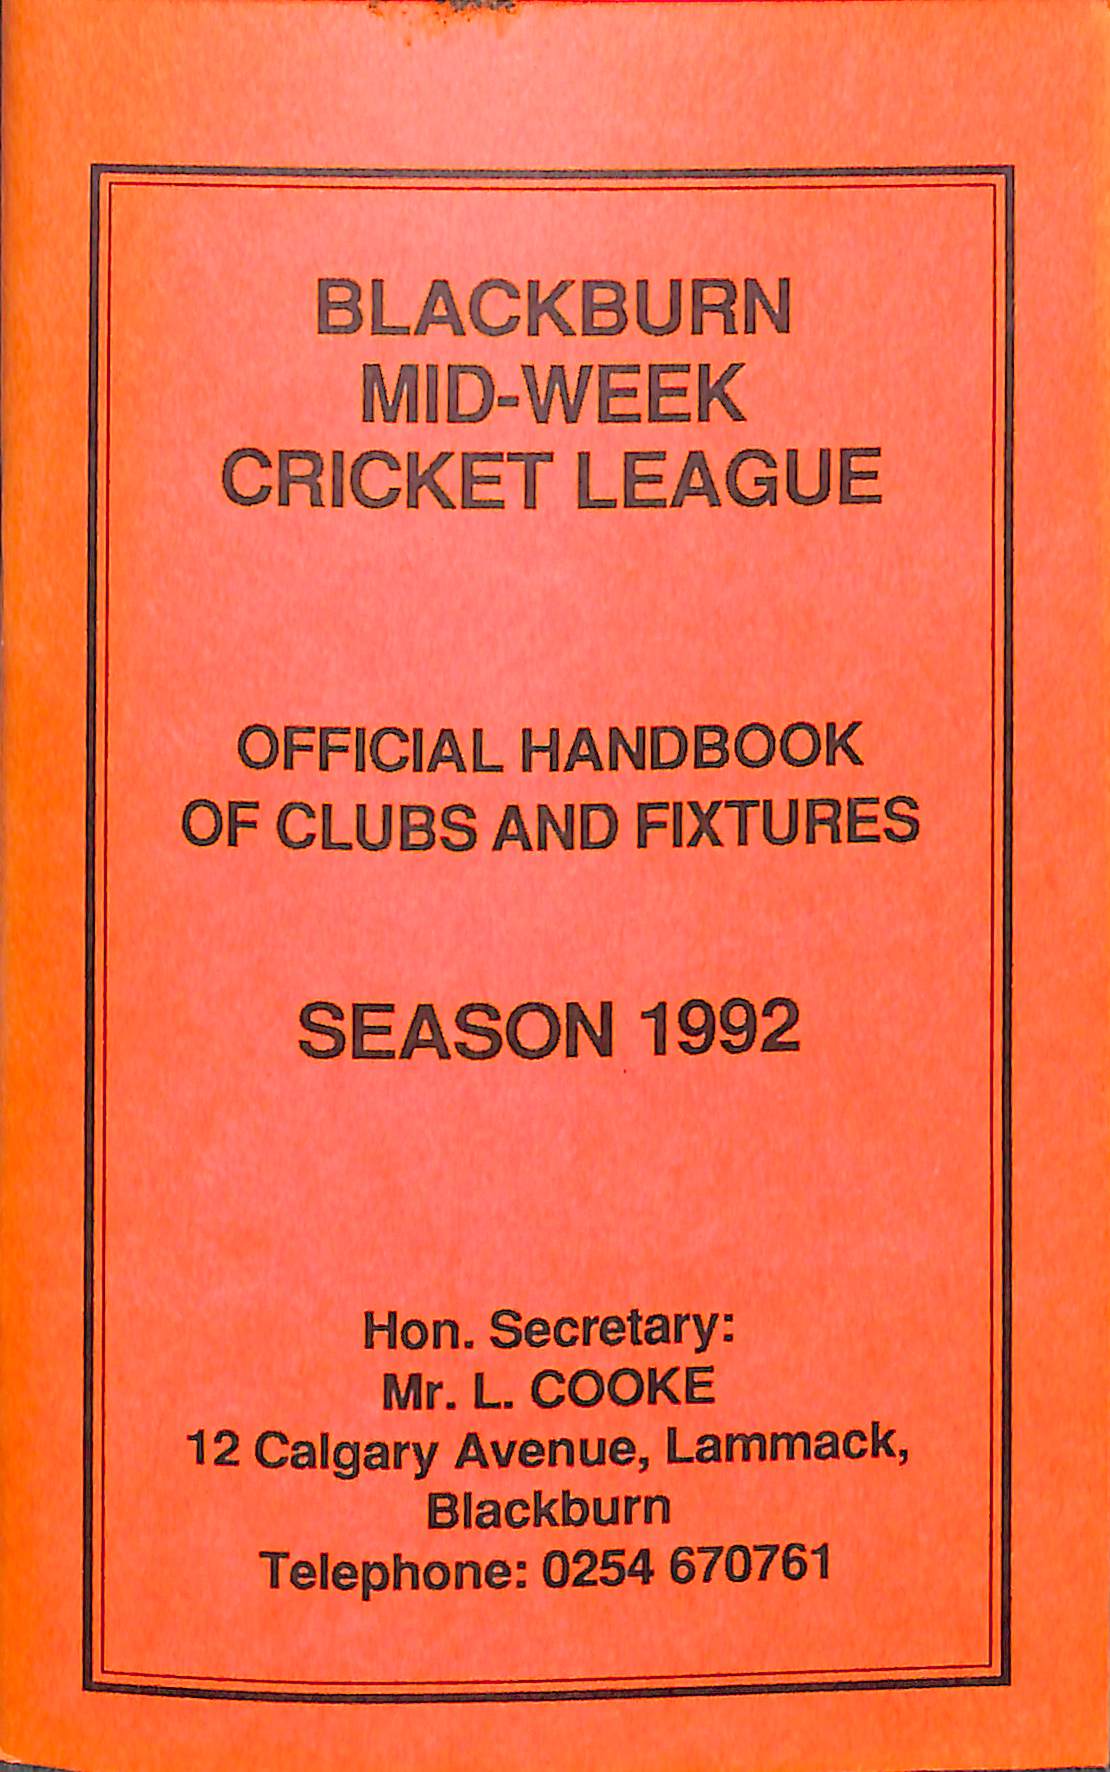 BLACKBURN
MID-WEEK
CRICKET LEAGUE
OFFICIAL HANDBOOK
OF CLUBS AND FIXTURES
SEASON 1992
Hon. Secretary:
Mr. L. COOKE
12 Calgary Avenue, Lammack,
Blackburn
Telephone: 0254 670761